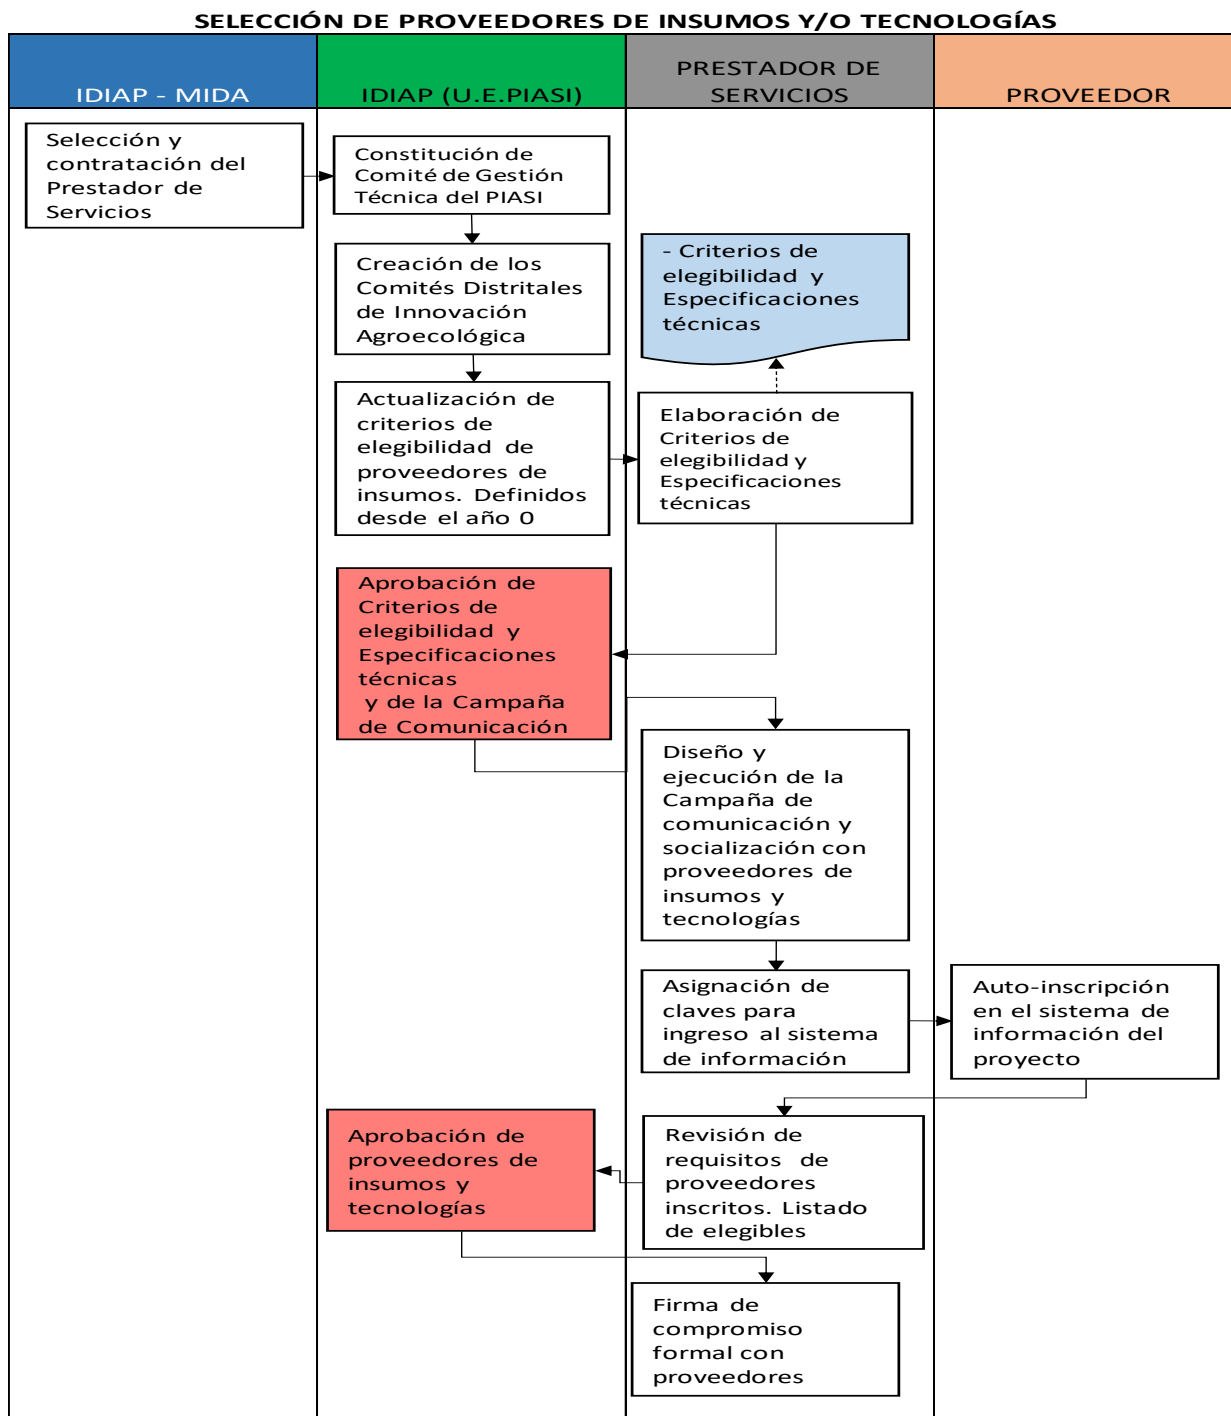 SELECCIÓN DE PROVEEDORES DE INSUMOS Y/O TECNOLOGÍAS
IDIAP - MIDA
IDIAP (U.E.PIASI)
PRESTADOR DE
SERVICIOS
PROVEEDOR
Selección y
contratación del
Prestador de
Servicios
Constitución de
Comité de Gestión
Técnica del PIASI
Creación de los
Comités Distritales
de Innovación
Agroecológica
- Criterios de
elegibilidad y
Especificaciones
técnicas
Actualización de
criterios de
elegibilidad de
proveedores de
insumos. Definidos
desde el año 0
Elaboración de
Criterios de
elegibilidad y
Especificaciones
técnicas
Aprobación de
Criterios de
elegibilidad y
Especificaciones
técnicas
y de la Campaña
de Comunicación
Diseño y
ejecución de la
Campaña de
comunicación y
socialización con
proveedores de
insumos y
tecnologías
Asignación de
claves para
ingreso al sistema
de información
Auto-inscripción
en el sistema de
información del
proyecto
Aprobación de
proveedores de
insumos y
tecnologías
Revisión de
requisitos de
proveedores
inscritos. Listado
de elegibles
Firma de
compromiso
formal con
proveedores